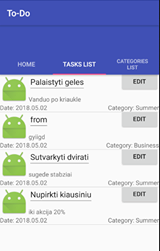 To-Do
HOME
TASKS LIST
CATEGORIES
LIST
Palaistyti geles
EDIT
Vanduo po kriaukle
Date: 2018.05.02
Category: Summer
from
EDIT
gyiigd
Date: 2018.05.02
Category: Business
Sutvarkyti dvirati
EDIT
sugede stabziai
Date: 2018.05.02
Category: Summer
Nupirkti kiausiniu
EDIT
iki akcija 20%
Date: 2018.05.03
Category: Summer